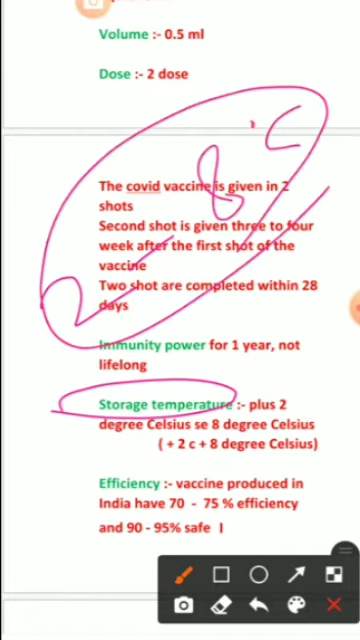 Volume :- 0.5 ml
Dose :- 2 dose
8°C
The covid vaccine is given in 2
shots
Second shot is given three to four
week after the first shot of the
vaccine
Two shot are completed within 28
days
Immunity power for 1 year, not
lifelong
Storage temperature :- plus 2
degree Celsius se 8 degree Celsius
( + 2 c + 8 degree Celsius)
Efficiency :- vaccine produced in
India have 70 - 75 % efficiency
and 90 - 95% safe I